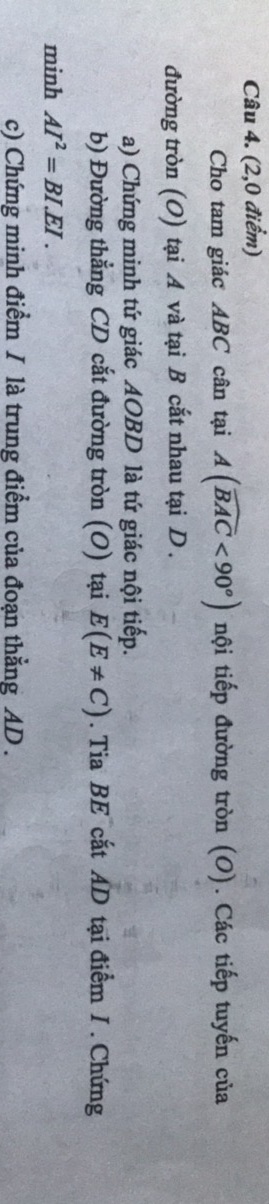 Câu 4. (2,0 điểm)
Cho tam giác ABC cân tại A (\widehat{BAC} < 90°) nội tiếp đường tròn (O). Các tiếp tuyến của
đường tròn (O) tại A và tại B cắt nhau tại D.
a) Chứng minh tứ giác AOBD là tứ giác nội tiếp.
b) Đường thẳng CD cắt đường tròn (O) tại E (E ≠ C). Tia BE cắt AD tại điểm I. Chứng
minh AI² = BI.EI.
c) Chứng minh điểm I là trung điểm của đoạn thẳng AD.